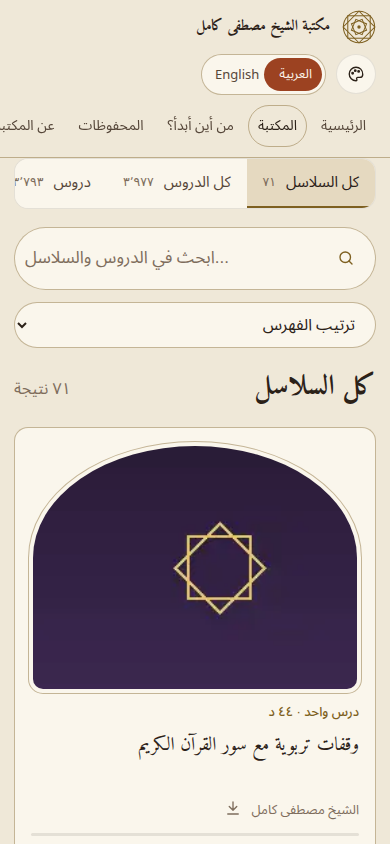 مكتبة الشيخ مصطفى كامل
العربية English
الرئيسية المكتبة من أين أبدأ؟ المحفوظات عن المكتبة
كل السلاسل ٧١ كل الدروس ٣٬٩٧٧ دروس ٣٬٧٩٣
ابحث في الدروس والسلاسل...
ترتيب الفهرس
كل السلاسل ٧١ نتيجة
درس واحد · ٤٤ د
وقفات تربوية مع سور القرآن الكريم
الشيخ مصطفى كامل